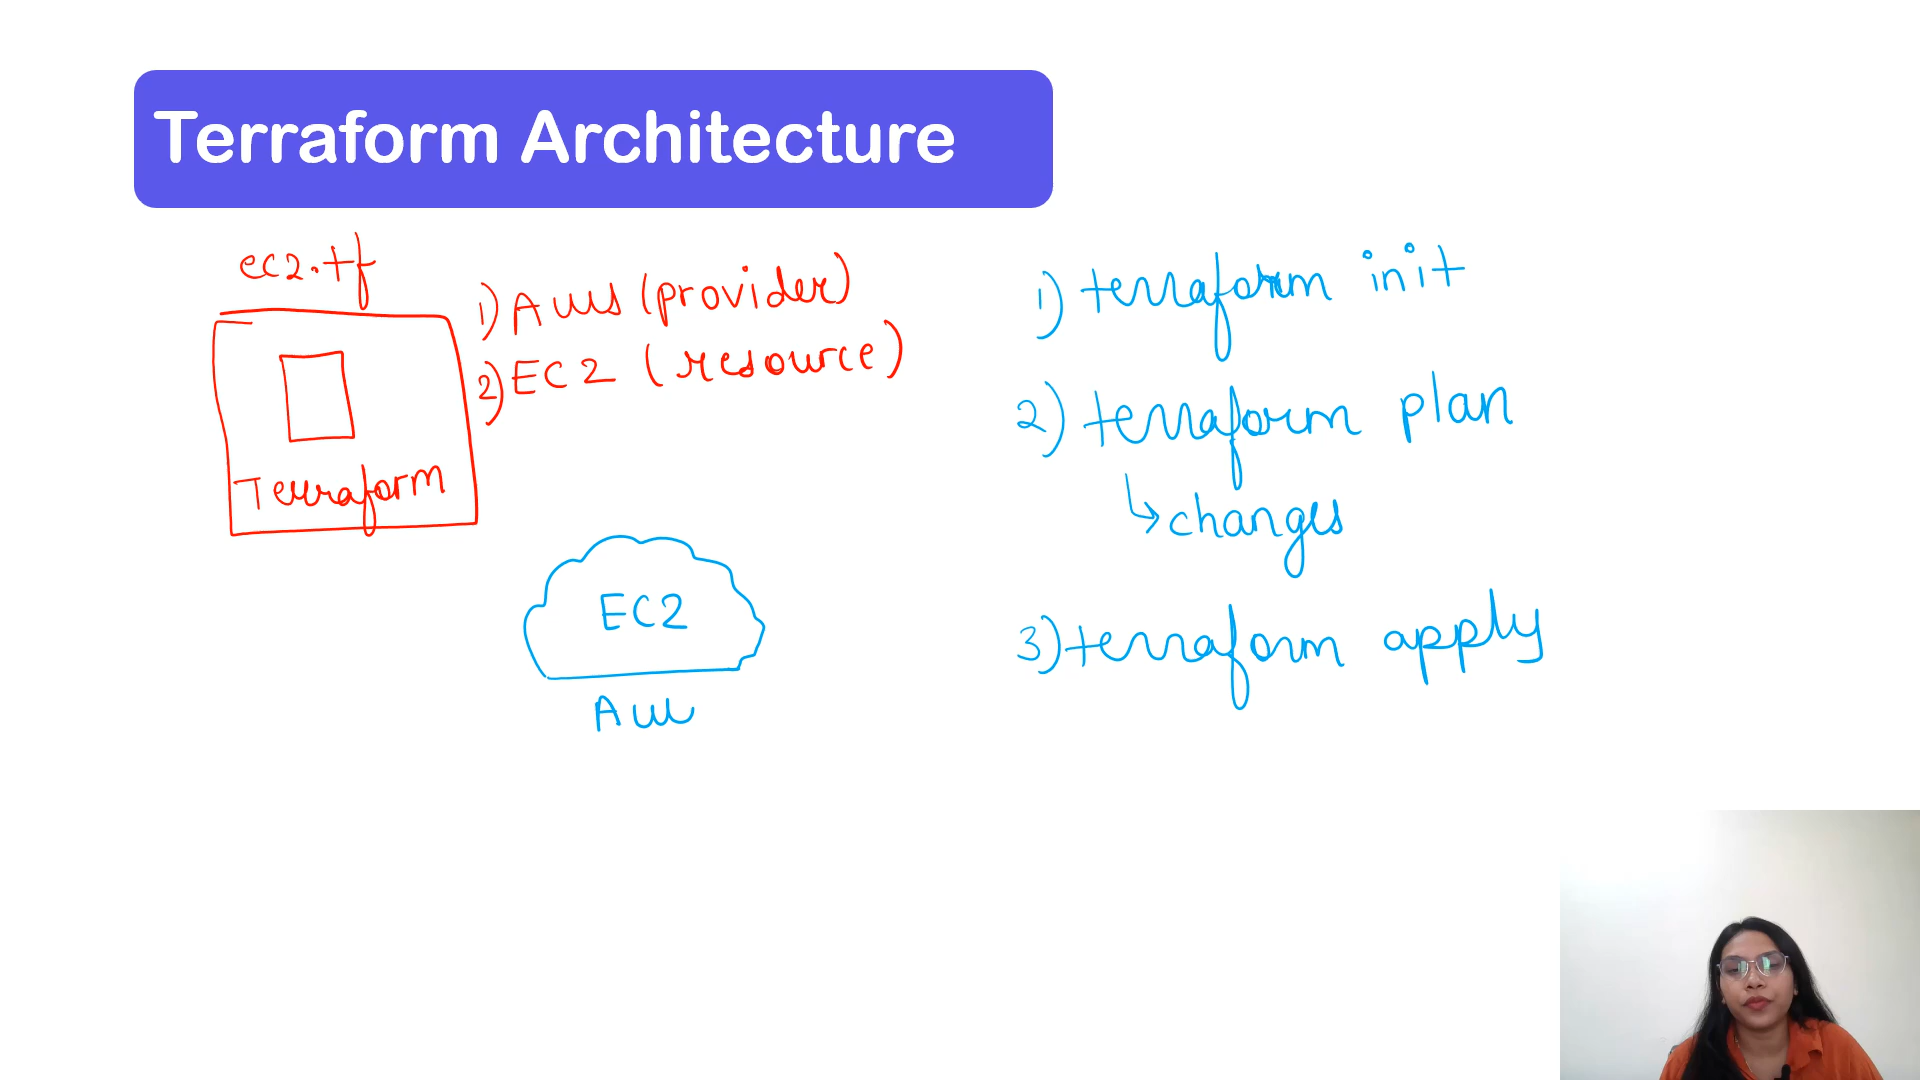 Terraform Architecture
ec2.tf
1) Aws (provider)
2) EC2 (resource)
Terraform
EC2
Aws
1) terraform init
2) terraform plan
↳ changes
3) terraform apply